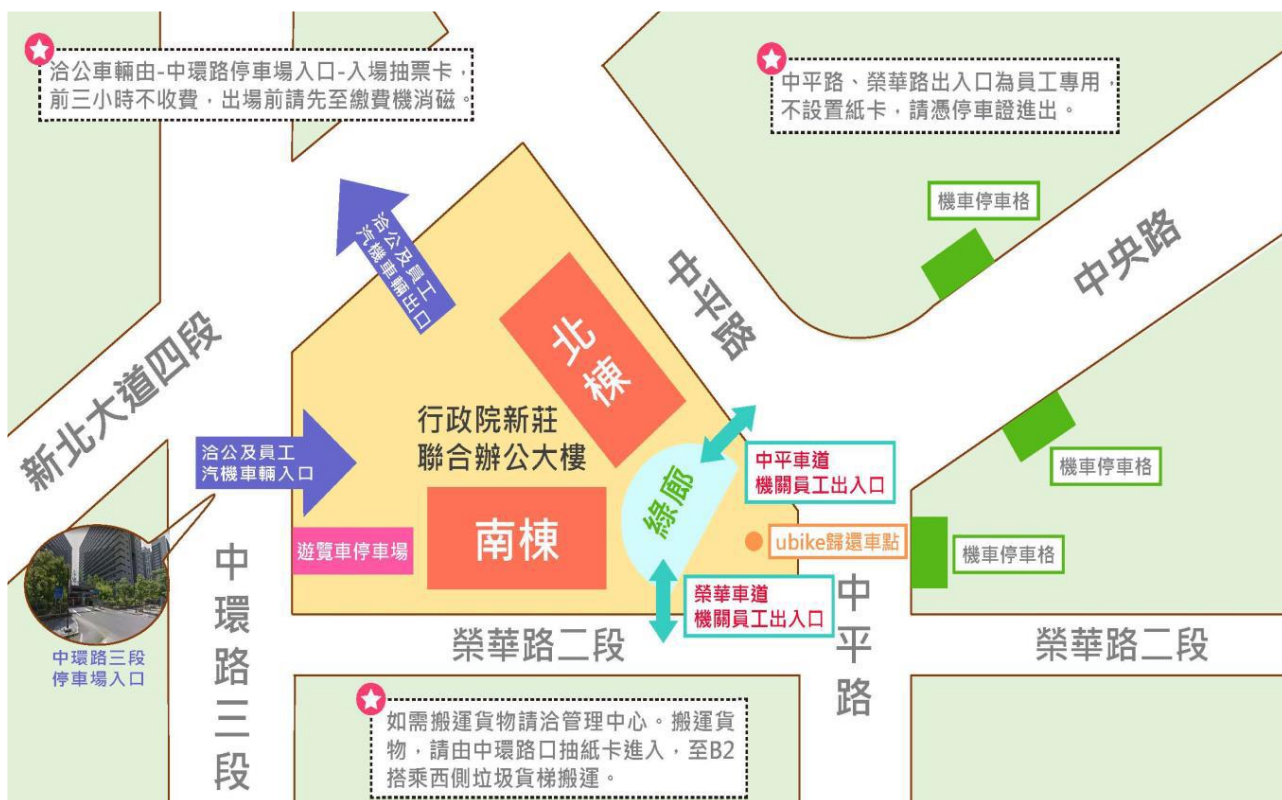 洽公車輛由-中環路停車場入口-入場抽票卡，
前三小時不收費，出場前請先至繳費機消磁。
中平路、榮華路出入口為員工專用，
不設置紙卡，請憑停車證進出。
機車停車格
中央路
中平路
洽公及員工
汽機車輛出口
北棟
新北大道四段
行政院新莊
聯合辦公大樓
洽公及員工
汽機車輛入口
綠廊
中平車道
機關員工出入口
機車停車格
遊覽車停車場
南棟
ubike歸還車點
機車停車格
榮華車道
機關員工出入口
中環路三段
停車場入口
中環路三段
榮華路二段
中平路
榮華路二段
如需搬運貨物請洽管理中心。搬運貨
物，請由中環路口抽紙卡進入，至B2
搭乘西側垃圾貨梯搬運。